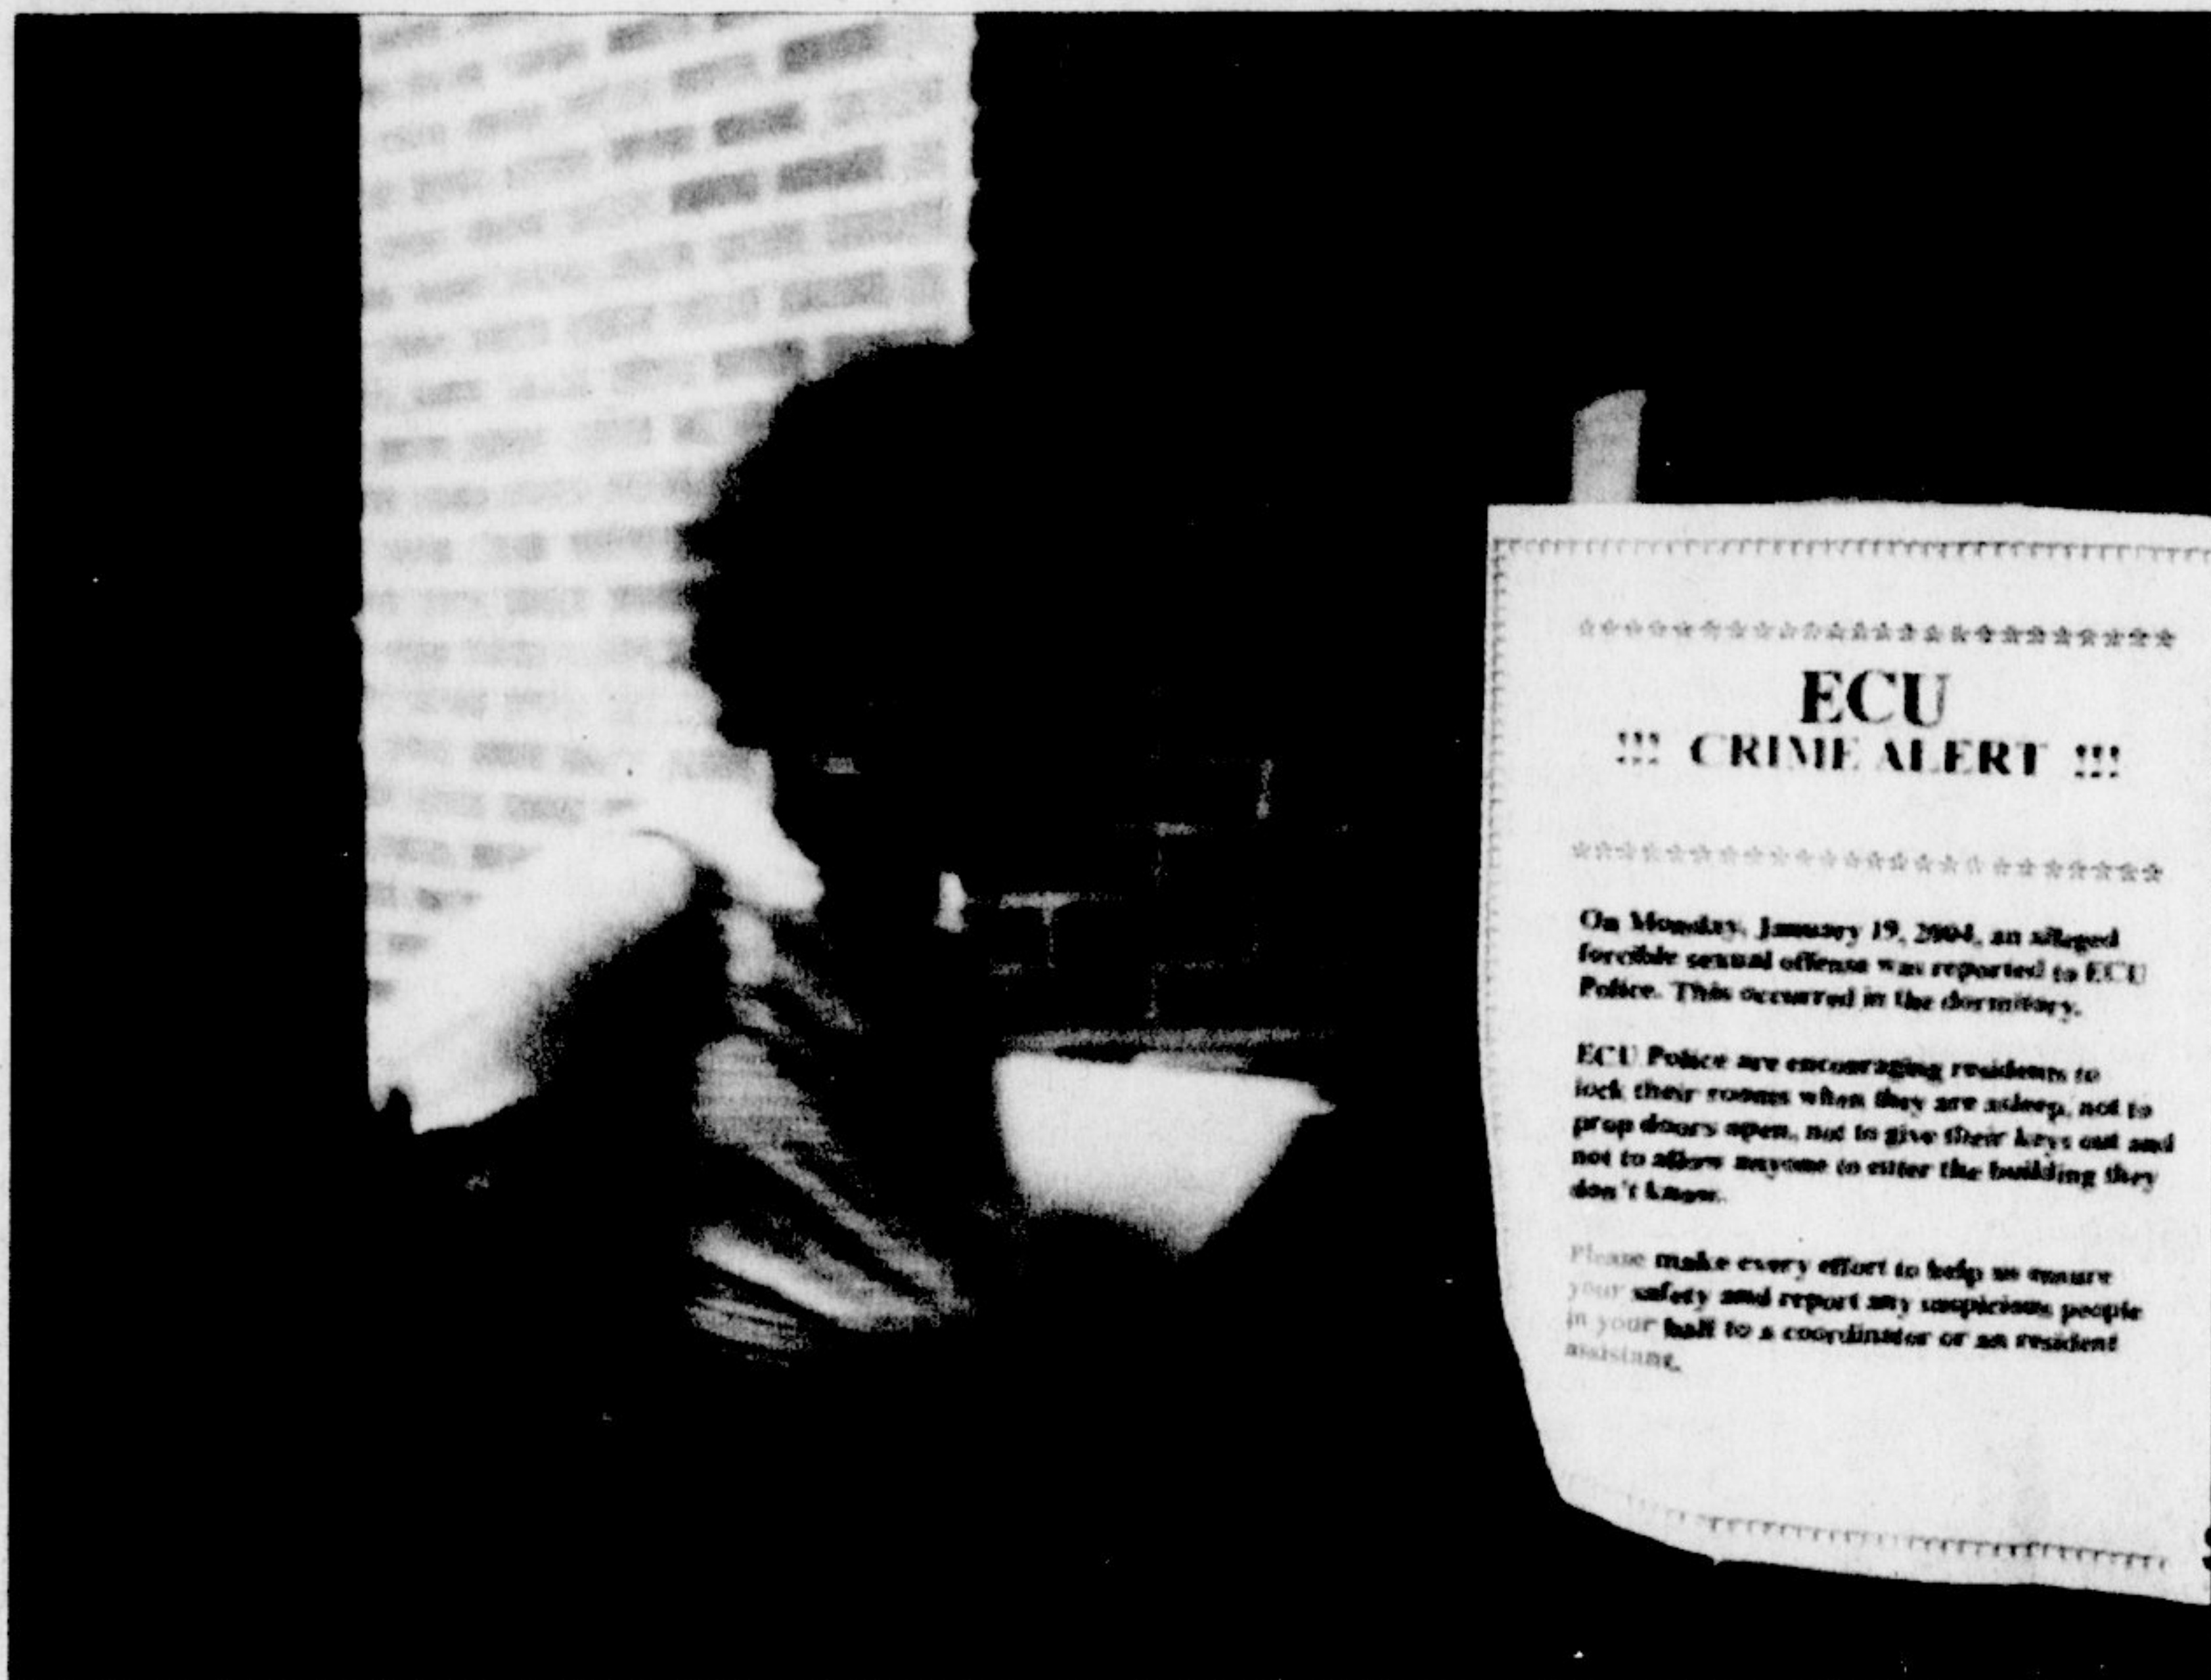 ECU
!!! CRIME ALERT !!!
On Monday, January 19, 2004, an alleged
forcible sexual offense was reported to ECU
Police. This occurred in the dormitory.
ECU Police are encouraging residents to
lock their rooms when they are asleep, not to
prop doors open, not to give their keys out and
not to allow anyone to enter the building they
don't know.
Please make every effort to help us ensure
your safety and report any suspicious people
in your hall to a coordinator or an resident
assistant.